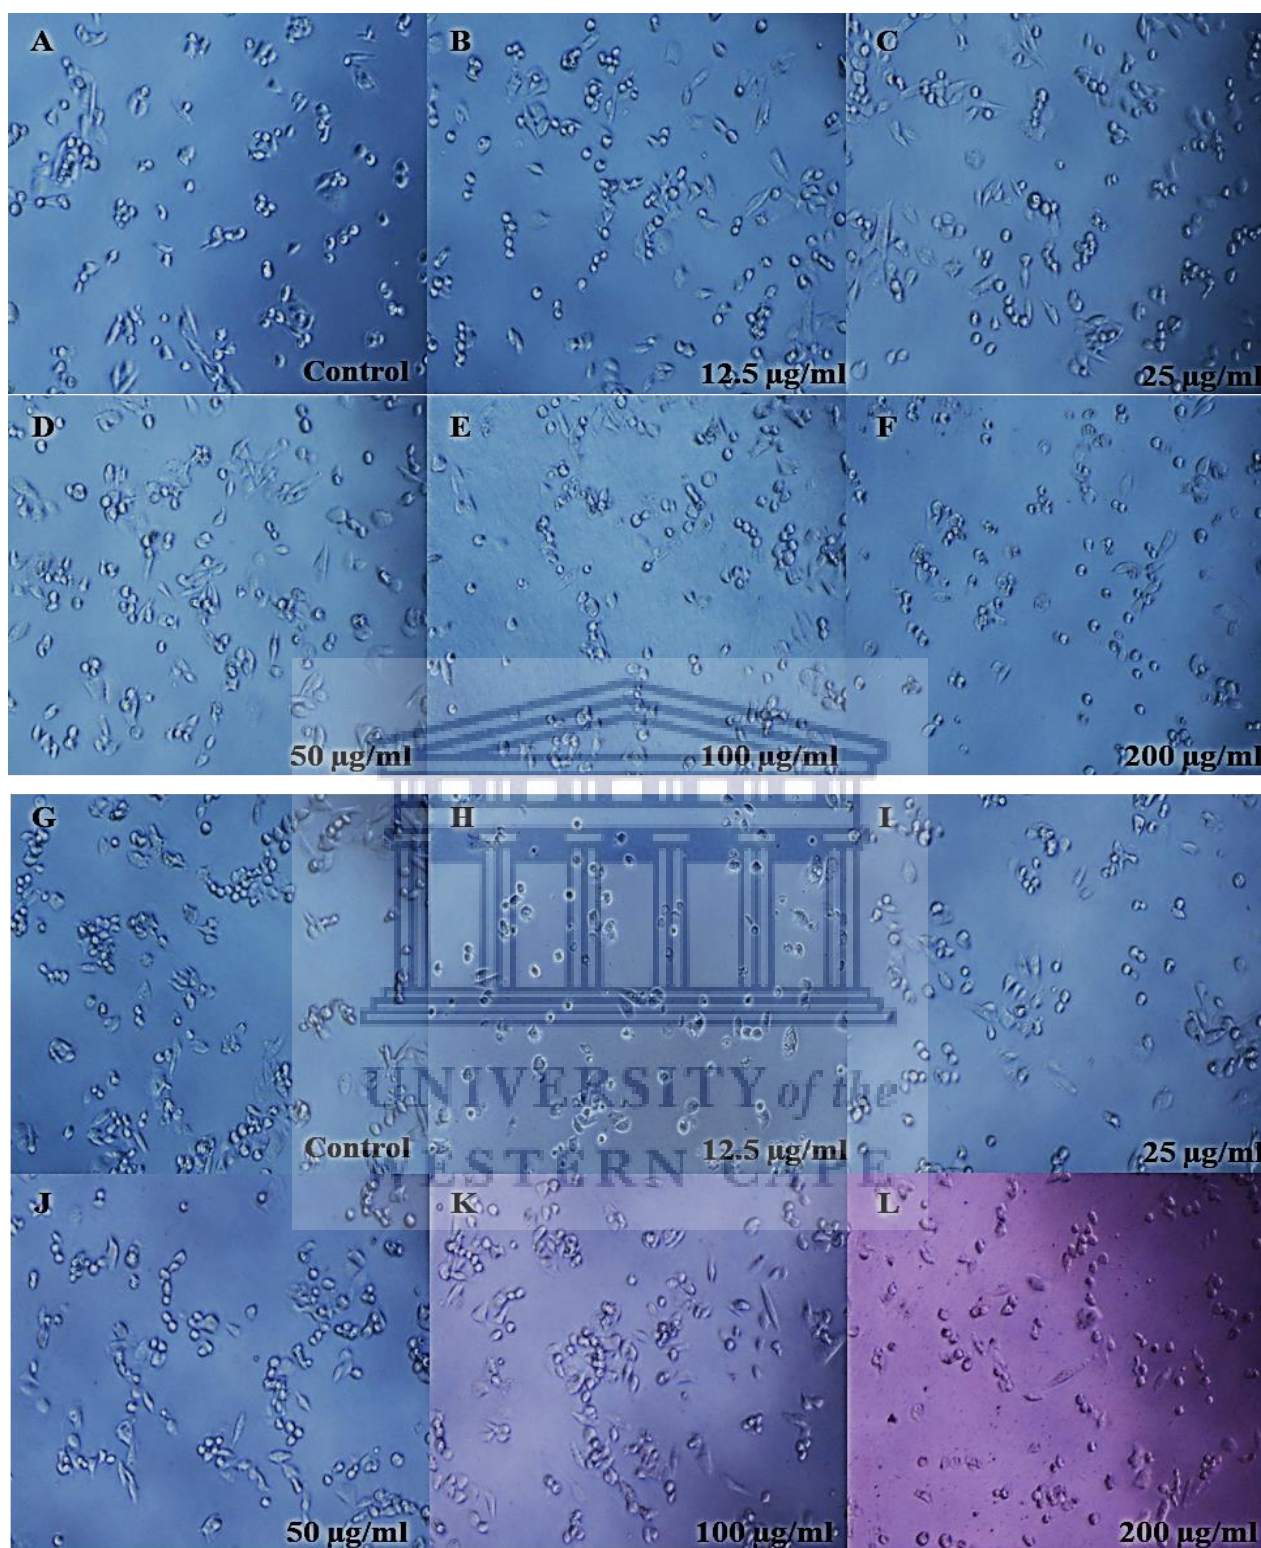 A B C
Control 12.5 µg/ml 25 µg/ml
D E F
50 µg/ml 100 µg/ml 200 µg/ml
G H I
UNIVERSITY of the
Control 12.5 µg/ml 25 µg/ml
WESTERN CAPE
J K L
50 µg/ml 100 µg/ml 200 µg/ml